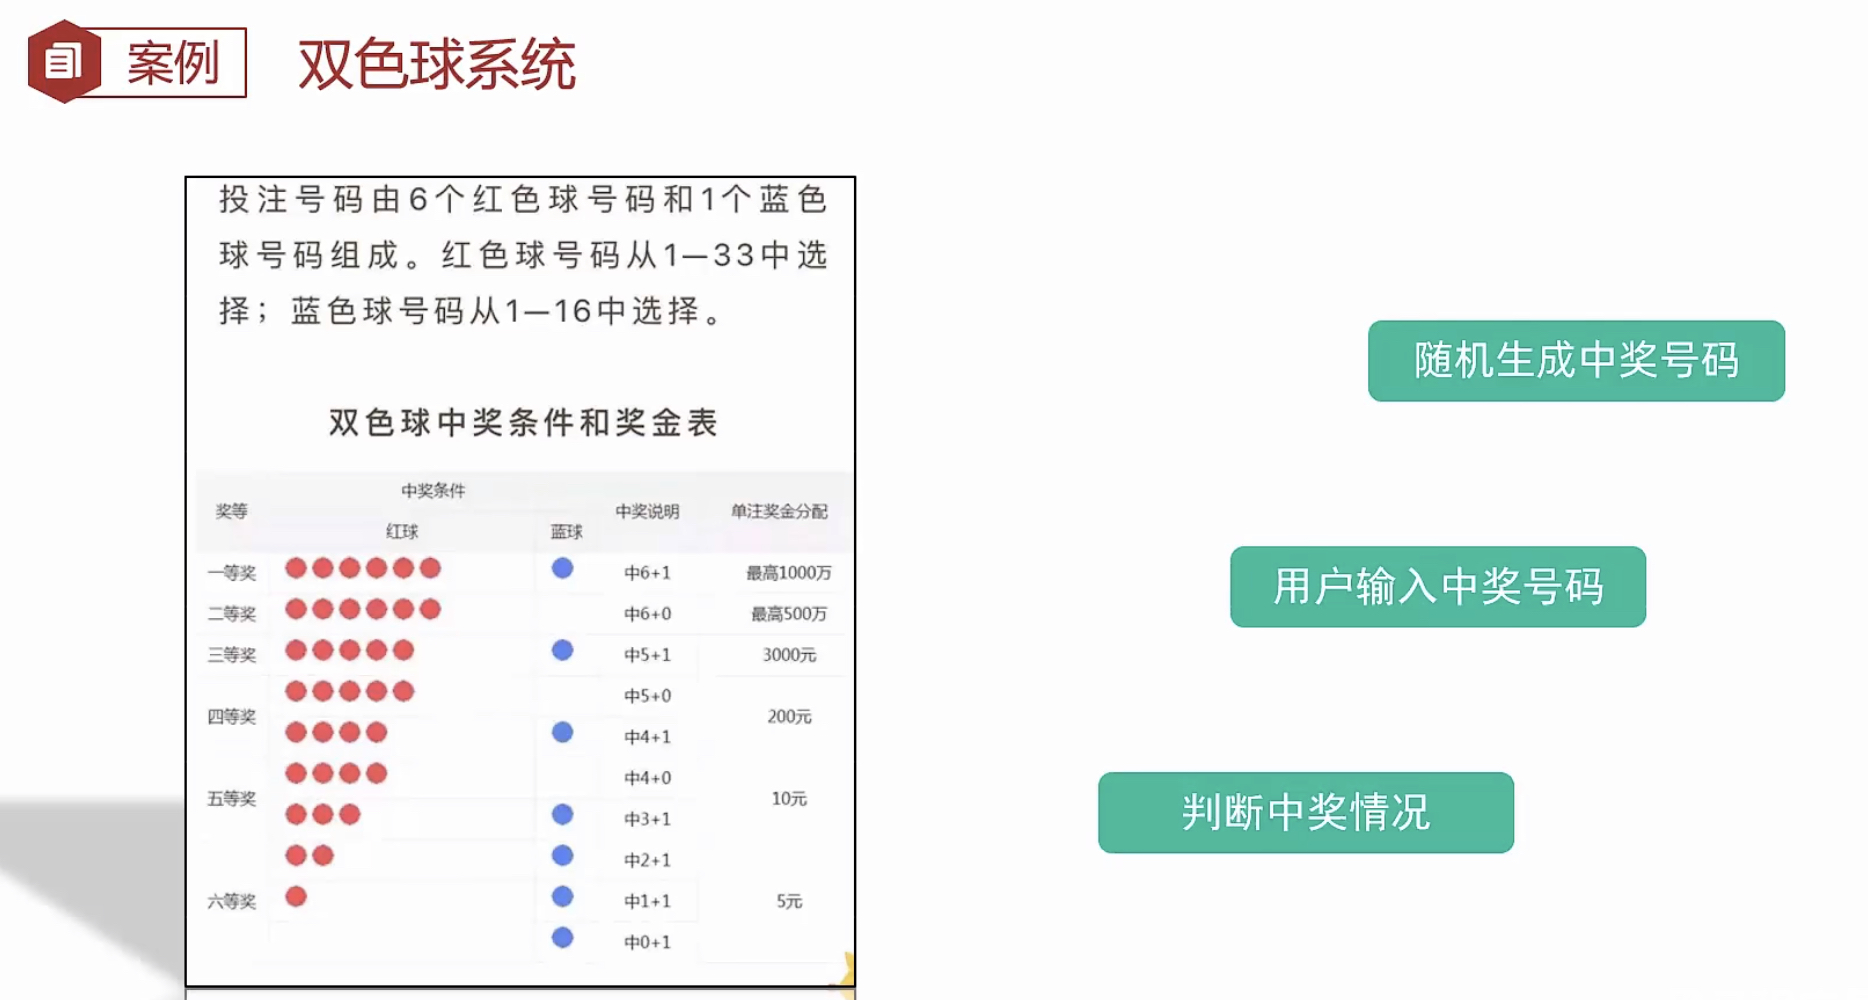 案例
双色球系统
投注号码由6个红色球号码和1个蓝色
球号码组成。红色球号码从1—33中选
择；蓝色球号码从1—16中选择。
双色球中奖条件和奖金表
奖等 中奖条件 中奖说明 单注奖金分配
红球 蓝球
一等奖 中6+1 最高1000万
二等奖 中6+0 最高500万
三等奖 中5+1 3000元
四等奖 中5+0 200元
中4+1
五等奖 中4+0 10元
中3+1
中2+1
六等奖 中1+1 5元
中0+1
随机生成中奖号码
用户输入中奖号码
判断中奖情况